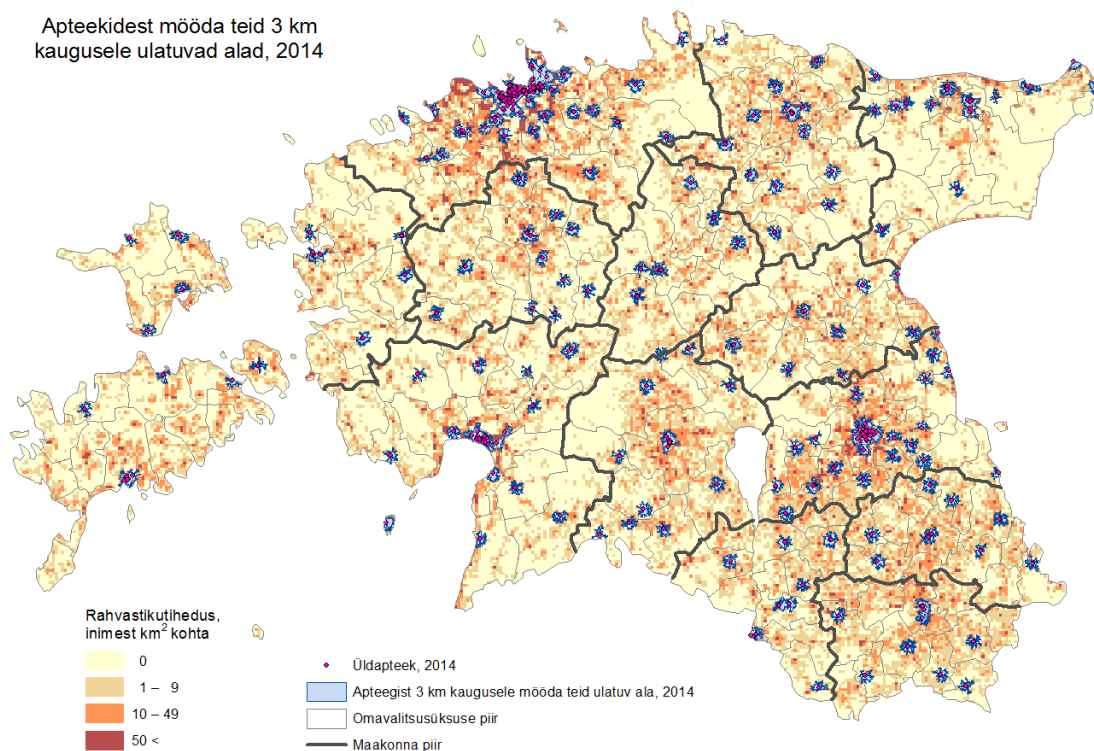 Apteekidest mööda teid 3 km
kaugusele ulatuvad alad, 2014
Rahvastikutihedus,
inimest km² kohta
0
1 – 9
10 – 49
50 <
Üldapteek, 2014
Apteegist 3 km kaugusele mööda teid ulatuv ala, 2014
Omavalitsusüksuse piir
Maakonna piir